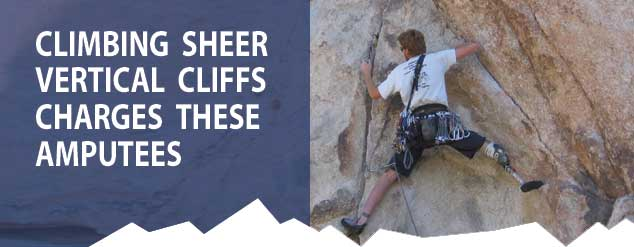 CLIMBING SHEER
VERTICAL CLIFFS
CHARGES THESE
AMPUTEES